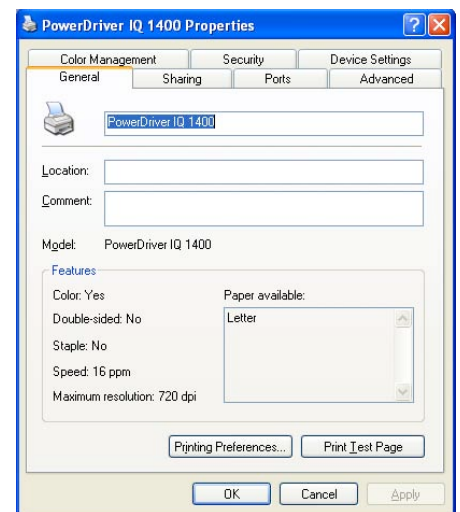 PowerDriver IQ 1400 Properties
Color Management Security Device Settings
General Sharing Ports Advanced
PowerDriver IQ 1400
Location:
Comment:
Model: PowerDriver IQ 1400
Features
Color: Yes Paper available:
Double-sided: No Letter
Staple: No
Speed: 16 ppm
Maximum resolution: 720 dpi
Printing Preferences... Print Test Page
OK Cancel Apply